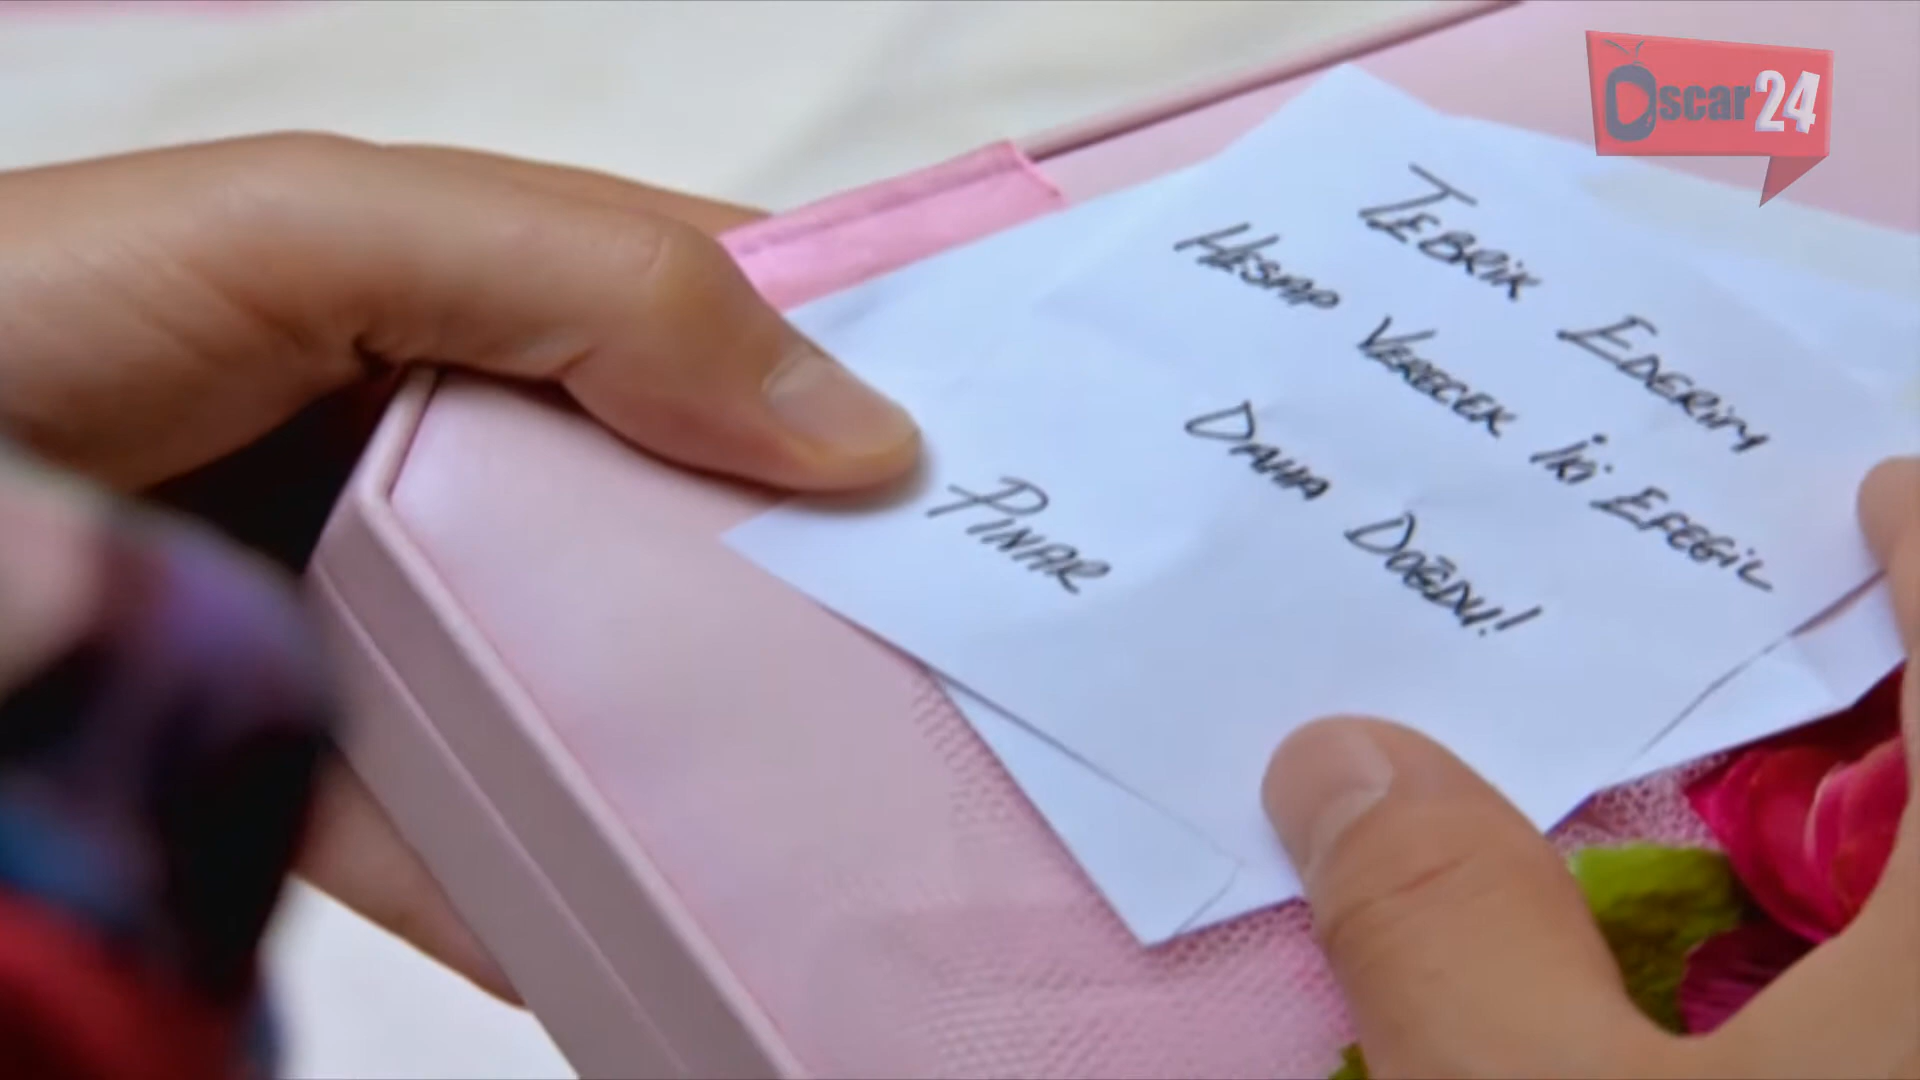 Oscar24
TEBRİK EDERİM
HESAP VERECEK İKİ EFEGİL
DAHA DOĞDU!
PINAR